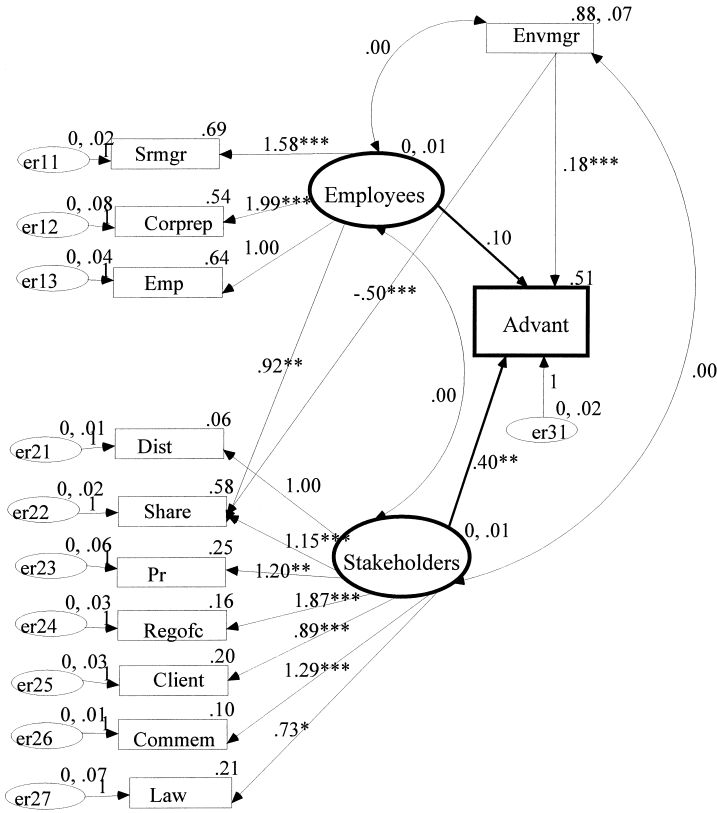 .88, .07
Envmgr
.00
0, .02
1
.69
er11
Srmgr
1.58***
0, .01
Employees
.18***
0, .08
1
.54
er12
Corprep
1.99***
.10
0, .04
1
.64
er13
Emp
1.00
-.50***
.51
Advant
.92**
.00
.00
1
0, .02
er31
0, .01
1
.06
er21
Dist
1.00
.40**
0, .02
1
.58
er22
Share
1.15***
0, .01
Stakeholders
0, .06
1
.25
er23
Pr
1.20**
0, .03
1
.16
er24
Regofc
1.87***
0, .03
1
.20
er25
Client
.89***
0, .01
1
.10
er26
Commem
1.29***
0, .07
1
.21
er27
Law
.73*